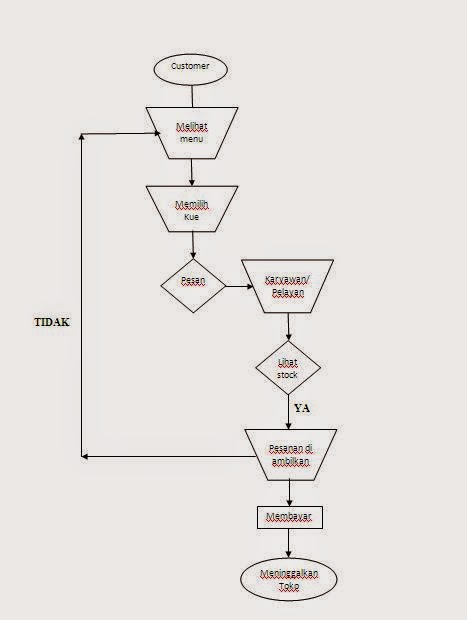 Customer
Melihat
menu
Memilih
Kue
Pesan
Karyawan/
Pelayan
TIDAK
Lihat
stock
YA
Pesanan di
ambilkan
Membayar
Meninggalkan
Toko